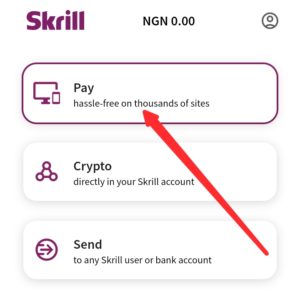 Skrill NGN 0.00
Pay
hassle-free on thousands of sites
Crypto
directly in your Skrill account
Send
to any Skrill user or bank account